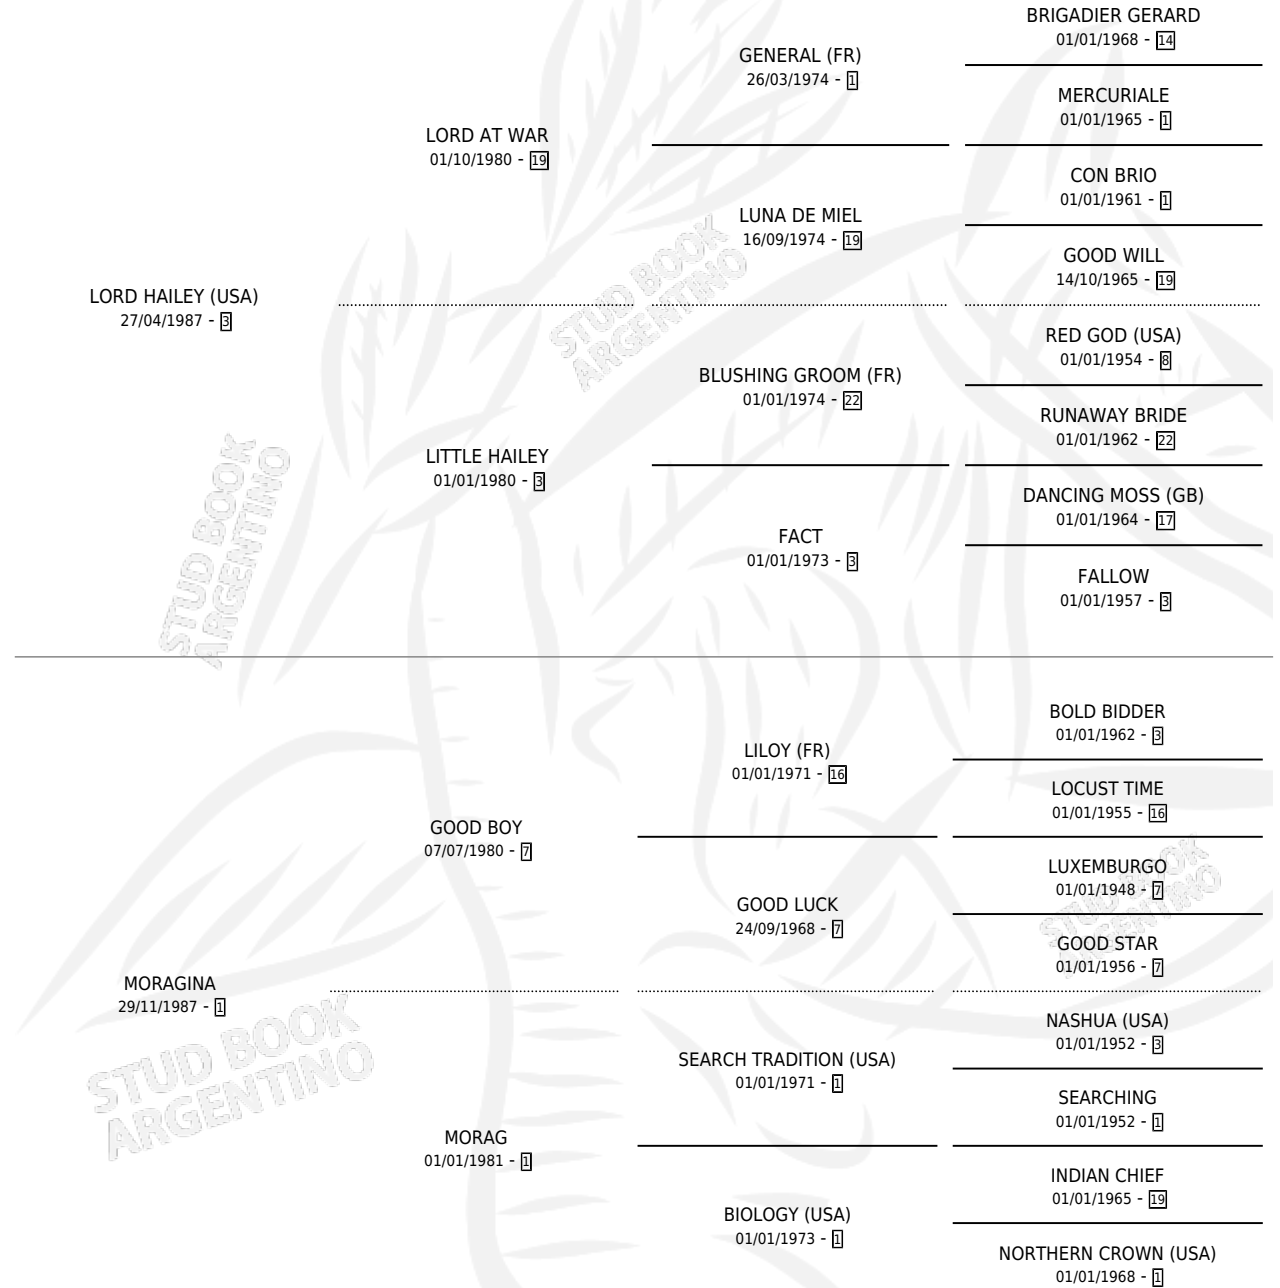 BRIGADIER GERARD
01/01/1968 - 14
GENERAL (FR)
26/03/1974 - 1
MERCURIALE
01/01/1965 - 1
LORD AT WAR
01/10/1980 - 19
CON BRIO
01/01/1961 - 1
LUNA DE MIEL
16/09/1974 - 19
GOOD WILL
14/10/1965 - 19
LORD HAILEY (USA)
27/04/1987 - 3
STUD BOOK
ARGENTINO
RED GOD (USA)
01/01/1954 - 8
BLUSHING GROOM (FR)
01/01/1974 - 22
RUNAWAY BRIDE
01/01/1962 - 22
LITTLE HAILEY
01/01/1980 - 3
DANCING MOSS (GB)
01/01/1964 - 17
FACT
01/01/1973 - 3
FALLOW
01/01/1957 - 3
STUD BOOK
ARGENTINO
BOLD BIDDER
01/01/1962 - 3
LILOY (FR)
01/01/1971 - 16
LOCUST TIME
01/01/1955 - 16
GOOD BOY
07/07/1980 - 7
LUXEMBURGO
01/01/1948 - 7
GOOD LUCK
24/09/1968 - 7
GOOD STAR
01/01/1956 - 7
STUD BOOK
ARGENTINO
MORAGINA
29/11/1987 - 1
NASHUA (USA)
01/01/1952 - 3
SEARCH TRADITION (USA)
01/01/1971 - 1
SEARCHING
01/01/1952 - 1
STUD BOOK
ARGENTINO
MORAG
01/01/1981 - 1
INDIAN CHIEF
01/01/1965 - 19
BIOLOGY (USA)
01/01/1973 - 1
NORTHERN CROWN (USA)
01/01/1968 - 1